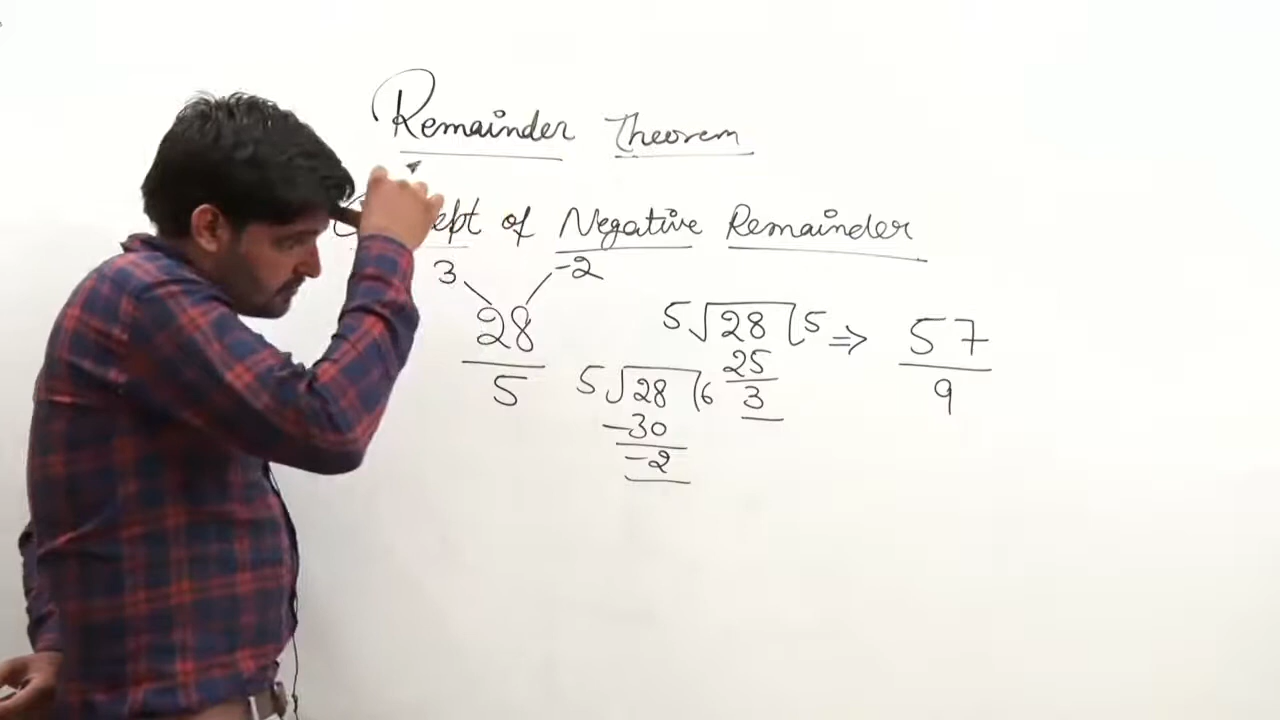 Remainder Theorem
of Negative Remainder
3 -2
28
5
5 28 5
25
3
5 28 6
-30
-2
⇒ 57
9